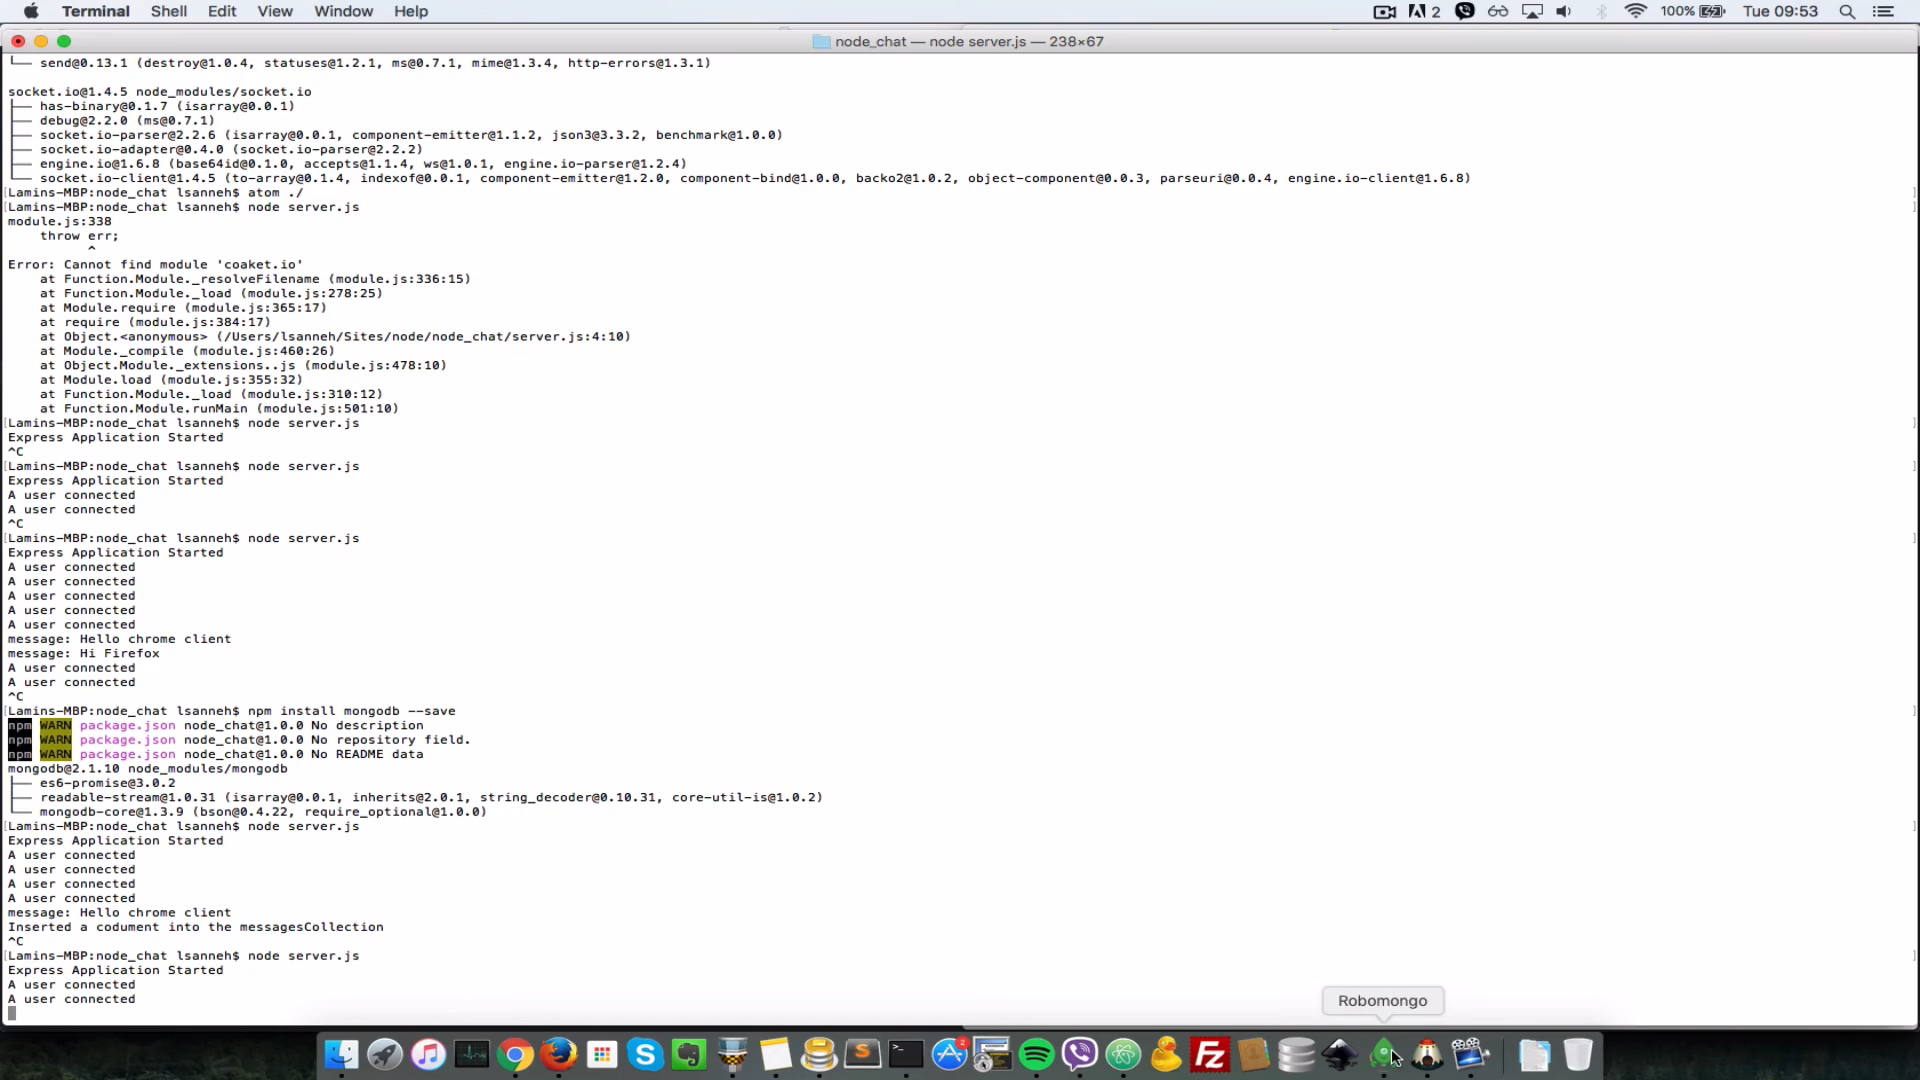 Terminal Shell Edit View Window Help 2 100% Tue 09:53
node_chat — node server.js — 238×67
└── send@0.13.1 (destroy@1.0.4, statuses@1.2.1, ms@0.7.1, mime@1.3.4, http-errors@1.3.1)
socket.io@1.4.5 node_modules/socket.io
├── has-binary@0.1.7 (isarray@0.0.1)
├── debug@2.2.0 (ms@0.7.1)
├── socket.io-parser@2.2.6 (isarray@0.0.1, component-emitter@1.1.2, json3@3.3.2, benchmark@1.0.0)
├── socket.io-adapter@0.4.0 (socket.io-parser@2.2.2)
├── engine.io@1.6.8 (base64id@0.1.0, accepts@1.1.4, ws@1.0.1, engine.io-parser@1.2.4)
└── socket.io-client@1.4.5 (to-array@0.1.4, indexof@0.0.1, component-emitter@1.2.0, component-bind@1.0.0, backo2@1.0.2, object-component@0.0.3, parseuri@0.0.4, engine.io-client@1.6.8)
[Lamins-MBP:node_chat lsanneh$ atom ./ ]
[Lamins-MBP:node_chat lsanneh$ node server.js ]
module.js:338
throw err;
^
Error: Cannot find module 'coaket.io'
at Function.Module._resolveFilename (module.js:336:15)
at Function.Module._load (module.js:278:25)
at Module.require (module.js:365:17)
at require (module.js:384:17)
at Object.<anonymous> (/Users/lsanneh/Sites/node/node_chat/server.js:4:10)
at Module._compile (module.js:460:26)
at Object.Module._extensions..js (module.js:478:10)
at Module.load (module.js:355:32)
at Function.Module._load (module.js:310:12)
at Function.Module.runMain (module.js:501:10)
[Lamins-MBP:node_chat lsanneh$ node server.js ]
Express Application Started
^C
[Lamins-MBP:node_chat lsanneh$ node server.js ]
Express Application Started
A user connected
A user connected
^C
[Lamins-MBP:node_chat lsanneh$ node server.js ]
Express Application Started
A user connected
A user connected
A user connected
A user connected
A user connected
message: Hello chrome client
message: Hi Firefox
A user connected
A user connected
^C
[Lamins-MBP:node_chat lsanneh$ npm install mongodb --save ]
npm WARN package.json node_chat@1.0.0 No description
npm WARN package.json node_chat@1.0.0 No repository field.
npm WARN package.json node_chat@1.0.0 No README data
mongodb@2.1.10 node_modules/mongodb
├── es6-promise@3.0.2
├── readable-stream@1.0.31 (isarray@0.0.1, inherits@2.0.1, string_decoder@0.10.31, core-util-is@1.0.2)
└── mongodb-core@1.3.9 (bson@0.4.22, require_optional@1.0.0)
[Lamins-MBP:node_chat lsanneh$ node server.js ]
Express Application Started
A user connected
A user connected
A user connected
A user connected
message: Hello chrome client
Inserted a codument into the messagesCollection
^C
[Lamins-MBP:node_chat lsanneh$ node server.js ]
Express Application Started
A user connected
A user connected
Robomongo